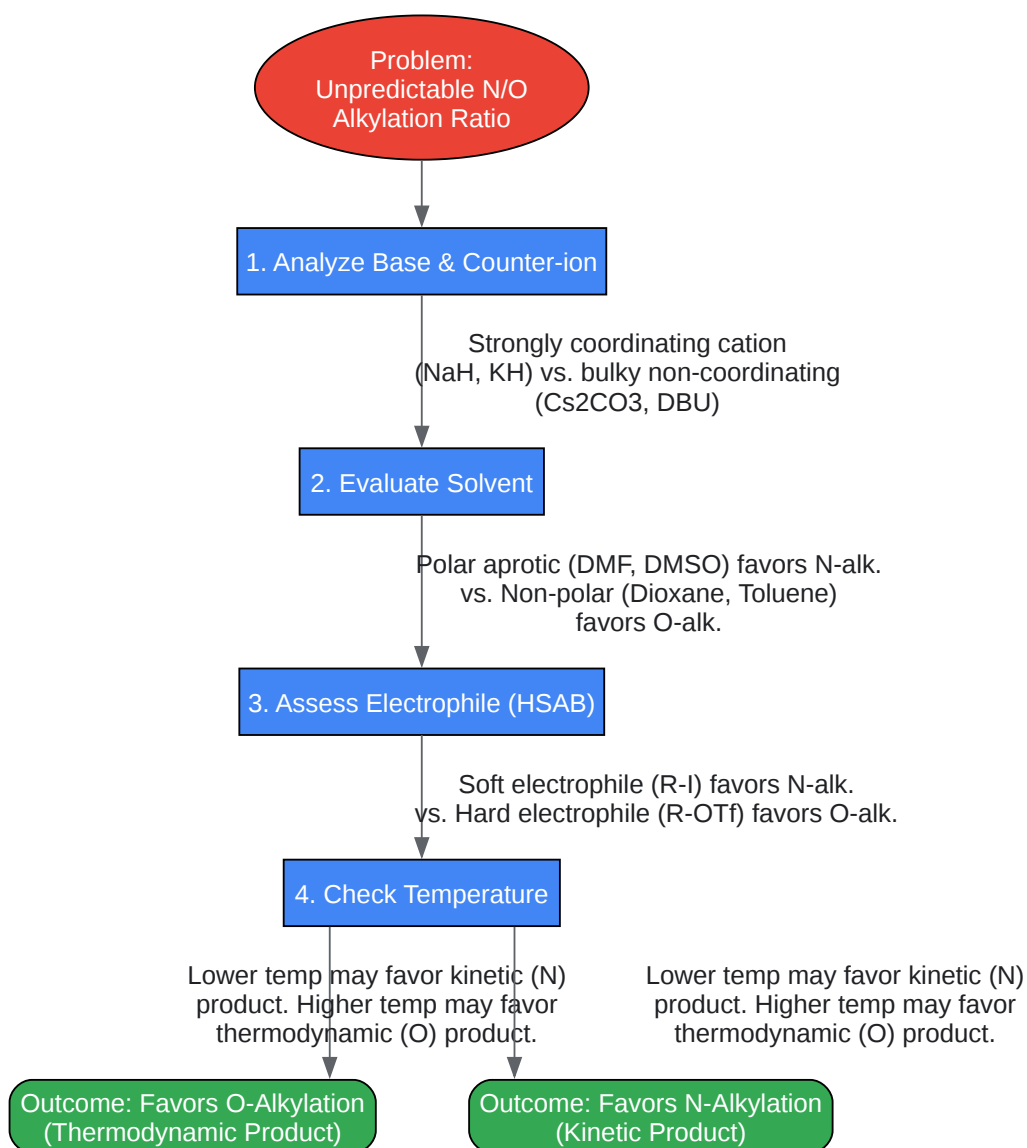 Problem:
Unpredictable N/O
Alkylation Ratio
1. Analyze Base & Counter-ion
Strongly coordinating cation
(NaH, KH) vs. bulky non-coordinating
(Cs2CO3, DBU)
2. Evaluate Solvent
Polar aprotic (DMF, DMSO) favors N-alk.
vs. Non-polar (Dioxane, Toluene)
favors O-alk.
3. Assess Electrophile (HSAB)
Soft electrophile (R-I) favors N-alk.
vs. Hard electrophile (R-OTf) favors O-alk.
4. Check Temperature
Lower temp may favor kinetic (N)
product. Higher temp may favor
thermodynamic (O) product.
Lower temp may favor kinetic (N)
product. Higher temp may favor
thermodynamic (O) product.
Outcome: Favors O-Alkylation
(Thermodynamic Product)
Outcome: Favors N-Alkylation
(Kinetic Product)